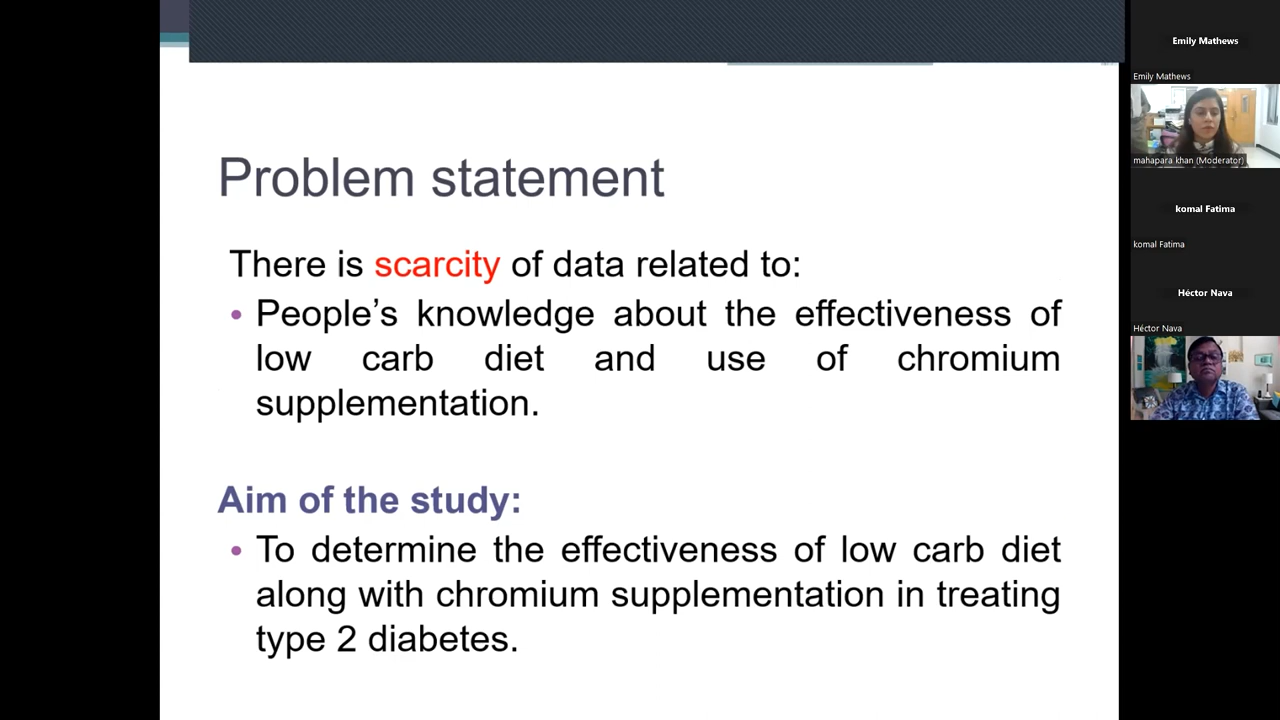 Problem statement
There is scarcity of data related to:
• People’s knowledge about the effectiveness of
low carb diet and use of chromium
supplementation.
Aim of the study:
• To determine the effectiveness of low carb diet
along with chromium supplementation in treating
type 2 diabetes.
Emily Mathews
Emily Mathews
mahapara khan (Moderator)
komal Fatima
komal Fatima
Héctor Nava
Héctor Nava